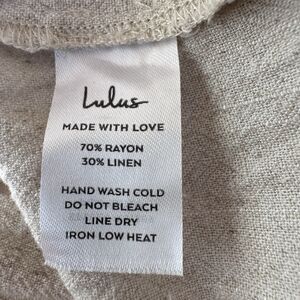 Lulus
MADE WITH LOVE
70% RAYON
30% LINEN
HAND WASH COLD
DO NOT BLEACH
LINE DRY
IRON LOW HEAT